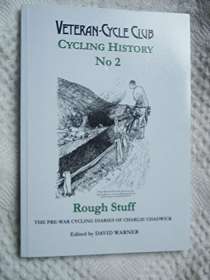 VETERAN-CYCLE CLUB
CYCLING HISTORY
No 2
Rough Stuff
THE PRE-WAR CYCLING DIARIES OF CHARLIE CHADWICK
Edited by DAVID WARNER